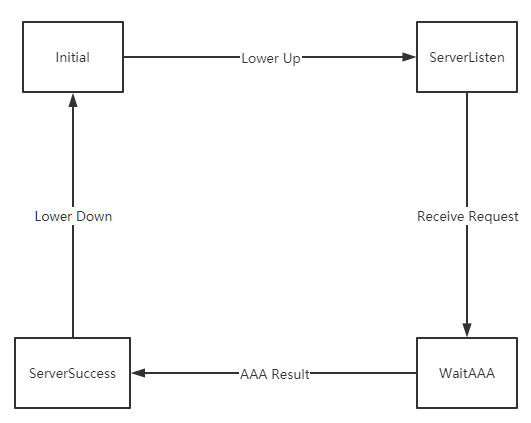 Initial
Lower Up
ServerListen
Lower Down
Receive Request
ServerSuccess
AAA Result
WaitAAA